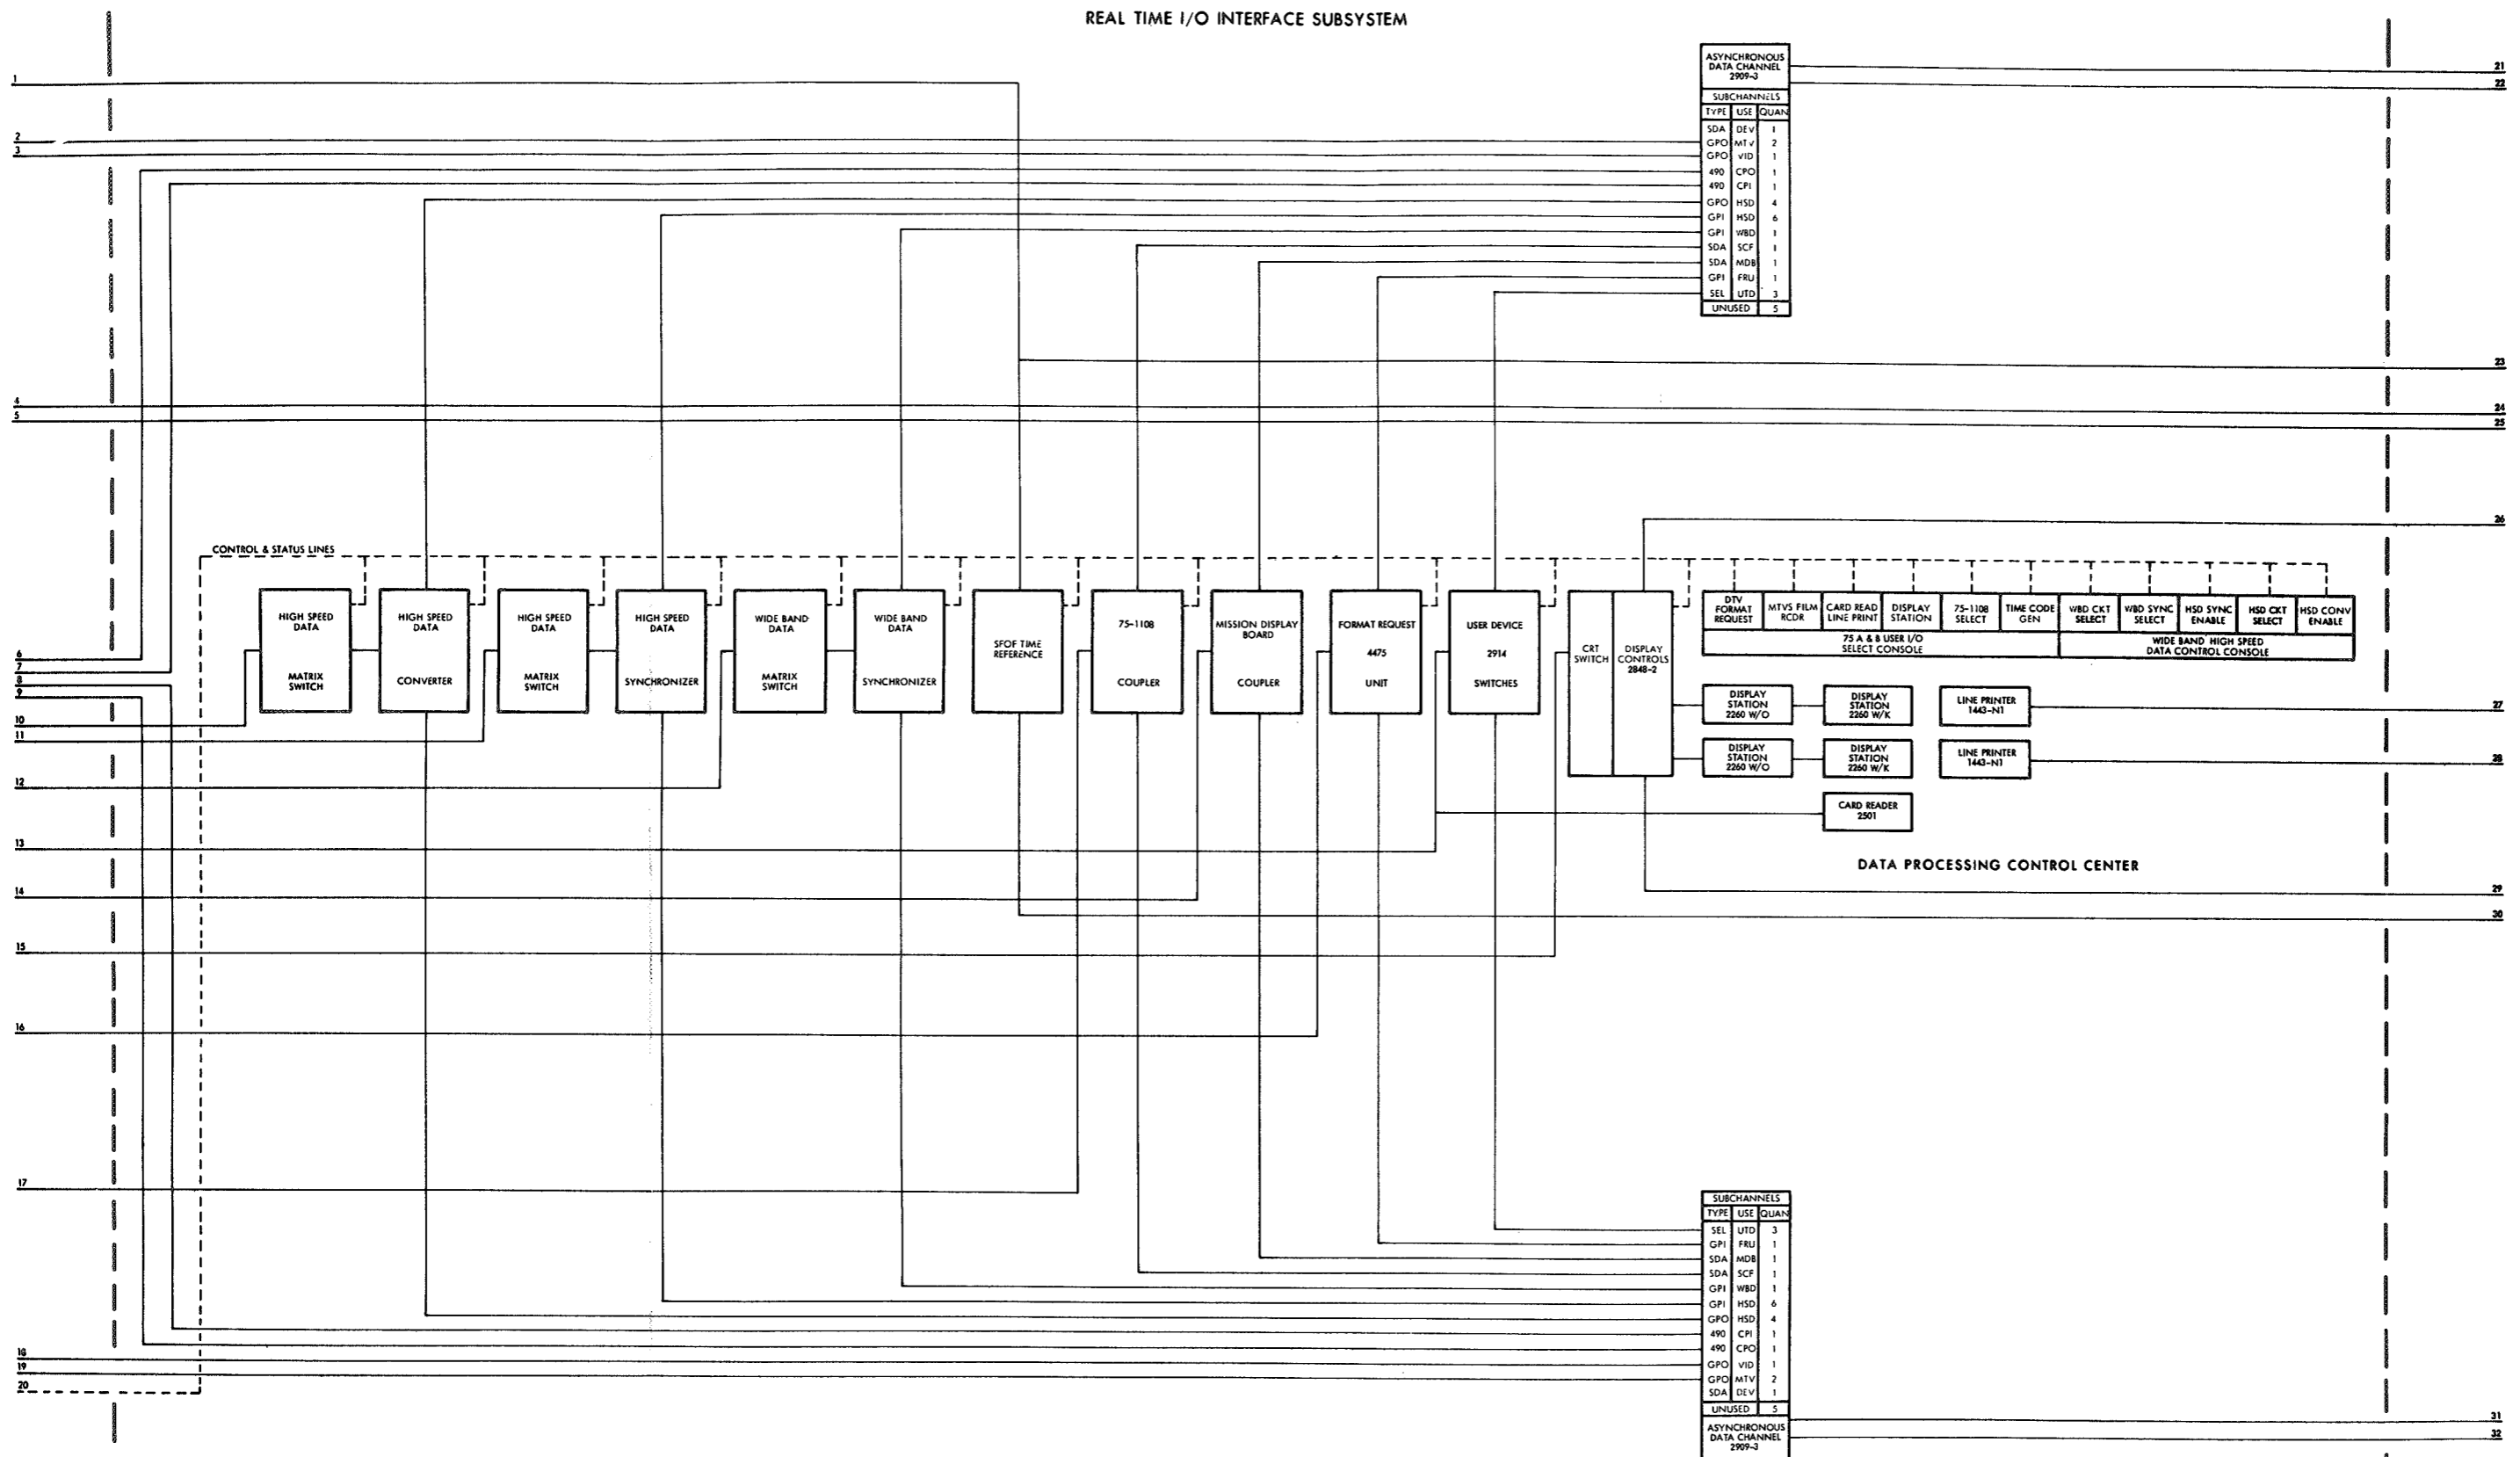 REAL TIME I/O INTERFACE SUBSYSTEM
ASYNCHRONOUS
DATA CHANNEL
2909-3
SUBCHANNELS
TYPE USE QUAN
SDA DEV 1
GPO MTV 2
GPO VID 1
490 CPO 1
490 CPI 1
GPO HSD 4
GPI HSD 6
GPI WBD 1
SDA SCF 1
SDA MDB 1
GPI FRU 1
SEL UTD 3
UNUSED 5
1
2
3
4
5
6
7
8
9
10
11
12
13
14
15
16
17
18
19
20
21
22
23
24
25
26
27
28
29
30
31
32
CONTROL & STATUS LINES
HIGH SPEED
DATA
MATRIX
SWITCH
HIGH SPEED
DATA
CONVERTER
HIGH SPEED
DATA
MATRIX
SWITCH
HIGH SPEED
DATA
SYNCHRONIZER
WIDE BAND
DATA
MATRIX
SWITCH
WIDE BAND
DATA
SYNCHRONIZER
SFOF TIME
REFERENCE
75-1108
COUPLER
MISSION DISPLAY
BOARD
COUPLER
FORMAT REQUEST
4475
UNIT
USER DEVICE
2914
SWITCHES
CRT
SWITCH
DISPLAY
CONTROLS
2848-2
DTV
FORMAT
REQUEST
MTVS FILM
RCDR
CARD READ
LINE PRINT
DISPLAY
STATION
75-1108
SELECT
TIME CODE
GEN
WBD CKT
SELECT
WBD SYNC
SELECT
HSD SYNC
ENABLE
HSD CKT
SELECT
HSD CONV
ENABLE
75 A & B USER I/O
SELECT CONSOLE
WIDE BAND HIGH SPEED
DATA CONTROL CONSOLE
DISPLAY
STATION
2260 W/O
DISPLAY
STATION
2260 W/K
LINE PRINTER
1443-N1
DISPLAY
STATION
2260 W/O
DISPLAY
STATION
2260 W/K
LINE PRINTER
1443-N1
CARD READER
2501
DATA PROCESSING CONTROL CENTER
SUBCHANNELS
TYPE USE QUAN
SEL UTD 3
GPI FRU 1
SDA MDB 1
SDA SCF 1
GPI WBD 1
GPI HSD 6
GPO HSD 4
490 CPI 1
490 CPO 1
GPO VID 1
GPO MTV 2
SDA DEV 1
UNUSED 5
ASYNCHRONOUS
DATA CHANNEL
2909-3